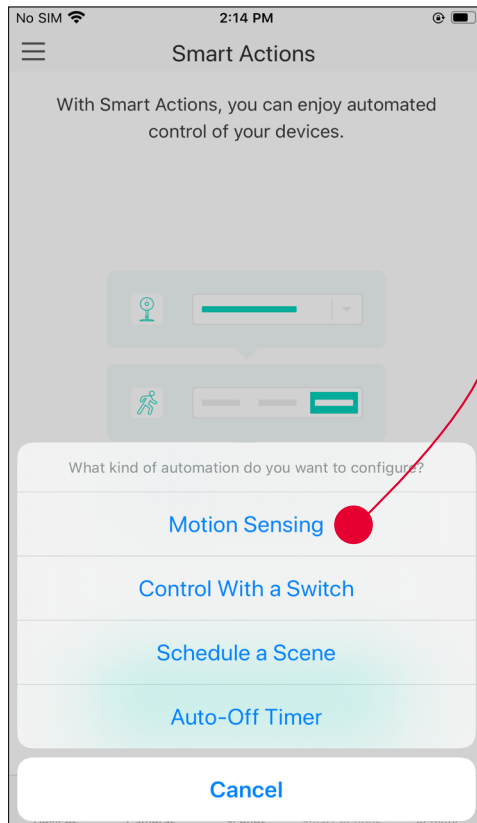 No SIM 2:14 PM
Smart Actions
With Smart Actions, you can enjoy automated
control of your devices.
What kind of automation do you want to configure?
Motion Sensing
Control With a Switch
Schedule a Scene
Auto-Off Timer
Cancel